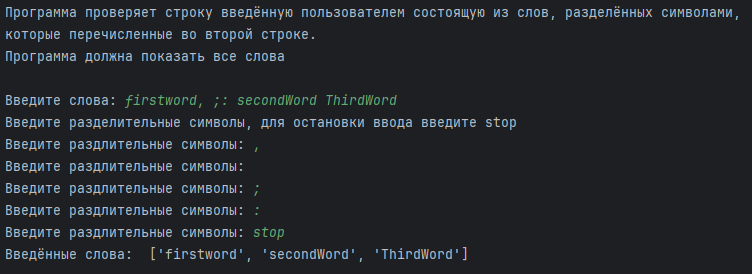 Программа проверяет строку введённую пользователем состоящую из слов, разделённых символами,
которые перечисленные во второй строке.
Программа должна показать все слова
Введите слова: firstword, ;: secondWord ThirdWord
Введите разделительные символы, для остановки ввода введите stop
Введите раздлительные символы: ,
Введите раздлительные символы:
Введите раздлительные символы: ;
Введите раздлительные символы: :
Введите раздлительные символы: stop
Введённые слова:  ['firstword', 'secondWord', 'ThirdWord']